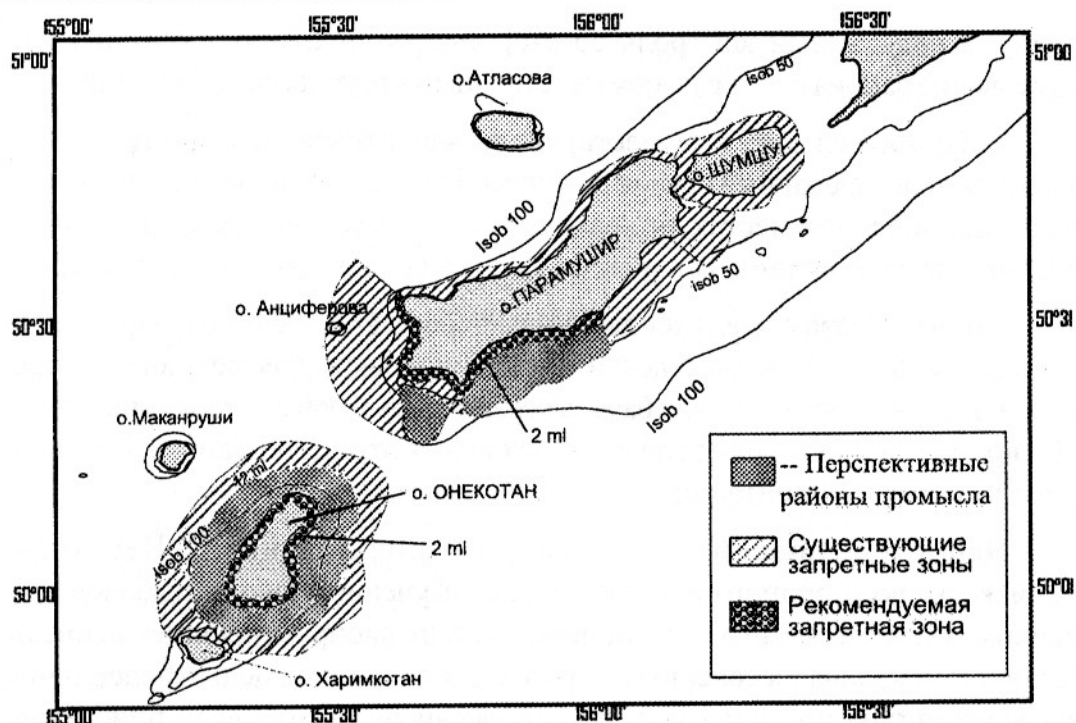 155°00'
155°30'
156°00'
156°30'
51°00'
51°00'
о.Атласова
Isob 50
Isob 100
о.ШУМШУ
о.ПАРАМУШИР
isob 50
о. Анциферова
50°30'
50°31
Isob 100
2 ml
о.Маканруши
12 ml
о. ОНЕКОТАН
2 ml
Isob 100
50°00'
50°01
о. Харимкотан
-- Перспективные
районы промысла
Существующие
запретные зоны
Рекомендуемая
запретная зона
155°00'
155°30'
156°00'
156°30'